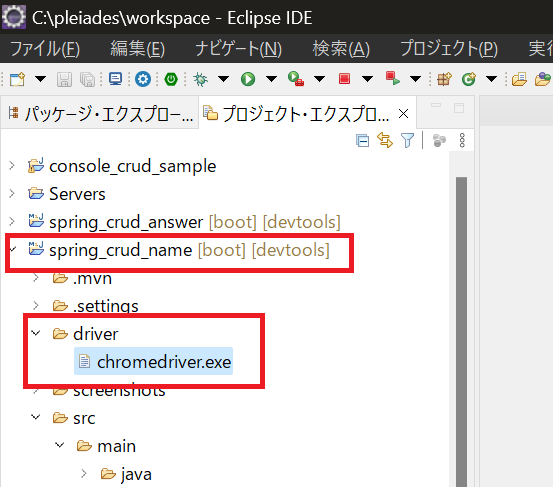 C:\pleiades\workspace - Eclipse IDE
ファイル(F) 編集(E) ナビゲート(N) 検索(A) プロジェクト(P) 実行
パッケージ・エクスプロー... プロジェクト・エクスプロ...
console_crud_sample
Servers
spring_crud_answer [boot] [devtools]
spring_crud_name [boot] [devtools]
.mvn
.settings
driver
chromedriver.exe
screenshots
src
main
java